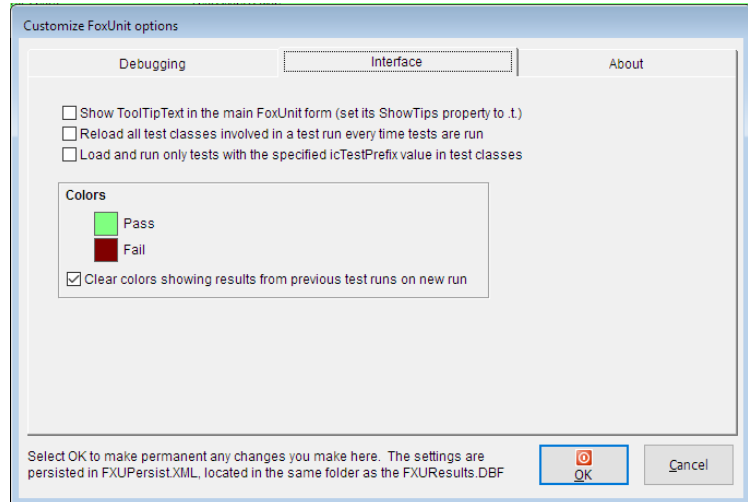 Customize FoxUnit options
Debugging
Interface
About
Show ToolTipText in the main FoxUnit form (set its ShowTips property to .t.)
Reload all test classes involved in a test run every time tests are run
Load and run only tests with the specified icTestPrefix value in test classes
Colors
Pass
Fail
Clear colors showing results from previous test runs on new run
Select OK to make permanent any changes you make here.  The settings are
persisted in FXUPersist.XML, located in the same folder as the FXUResults.DBF
OK
Cancel